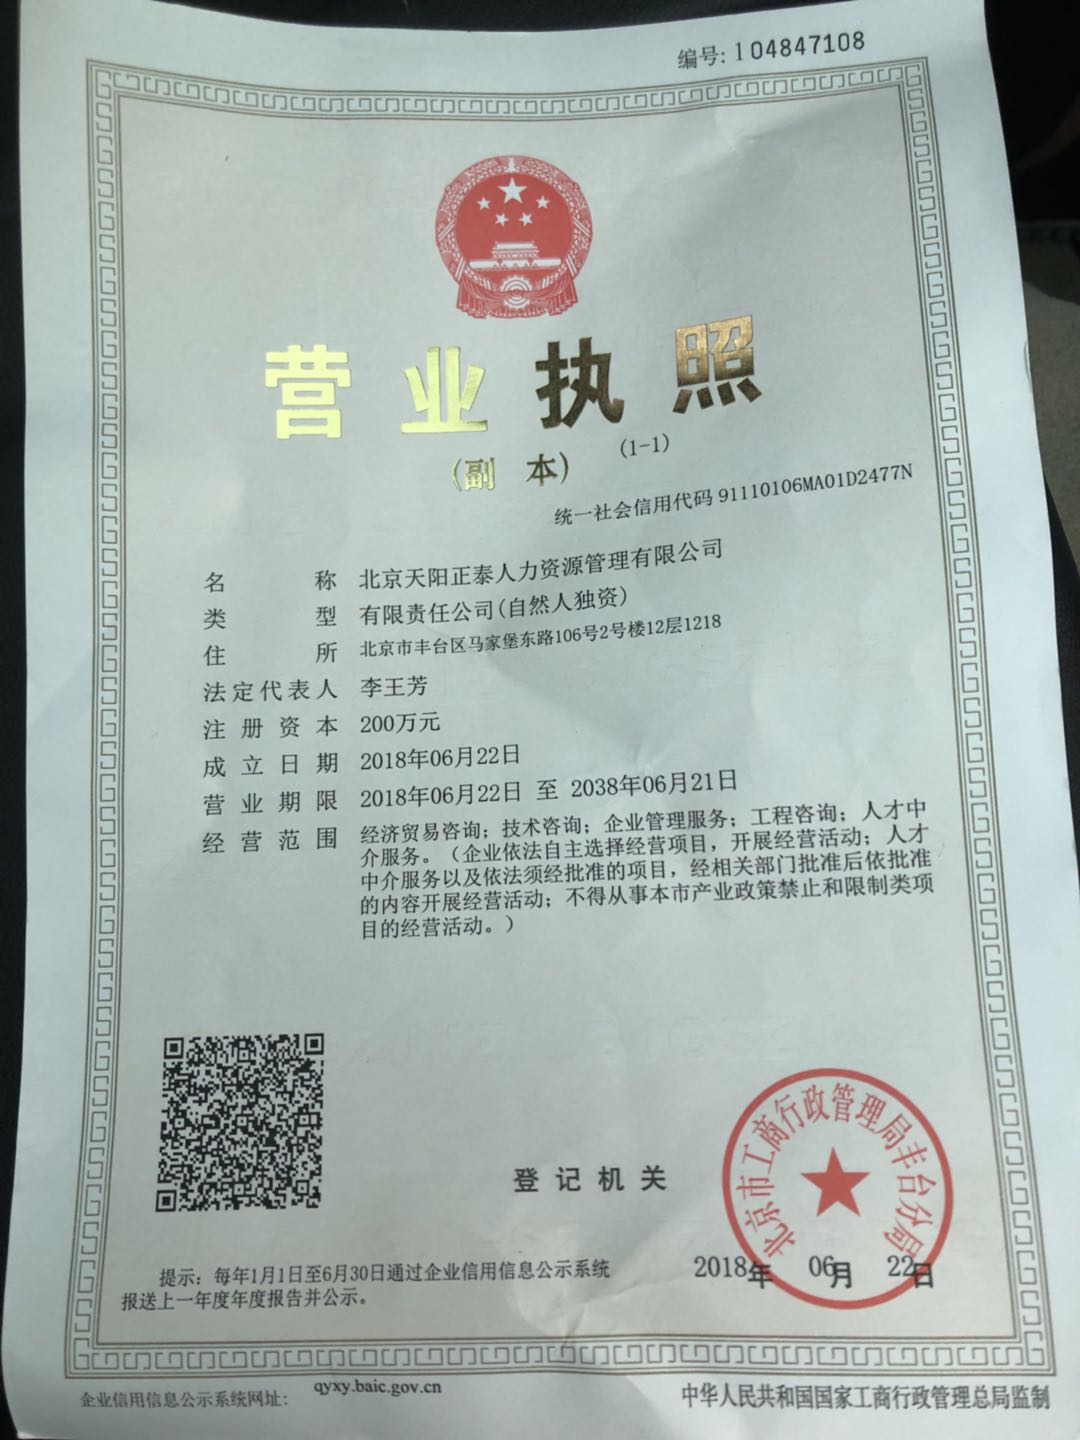 编号: 104847108
营业执照
(副本) (1-1)
统一社会信用代码 91110106MA01D2477N
名称 北京天阳正泰人力资源管理有限公司
类型 有限责任公司(自然人独资)
住所 北京市丰台区马家堡东路106号2号楼12层1218
法定代表人 李王芳
注册资本 200万元
成立日期 2018年06月22日
营业期限 2018年06月22日 至 2038年06月21日
经营范围 经济贸易咨询；技术咨询；企业管理服务；工程咨询；人才中
介服务。（企业依法自主选择经营项目，开展经营活动；人才
中介服务以及依法须经批准的项目，经相关部门批准后依批准
的内容开展经营活动；不得从事本市产业政策禁止和限制类项
目的经营活动。）
登记机关
北京市工商行政管理局丰台分局
2018年 06月 22日
提示：每年1月1日至6月30日通过企业信用信息公示系统
报送上一年度年度报告并公示。
企业信用信息公示系统网址: qyxy.baic.gov.cn
中华人民共和国国家工商行政管理总局监制